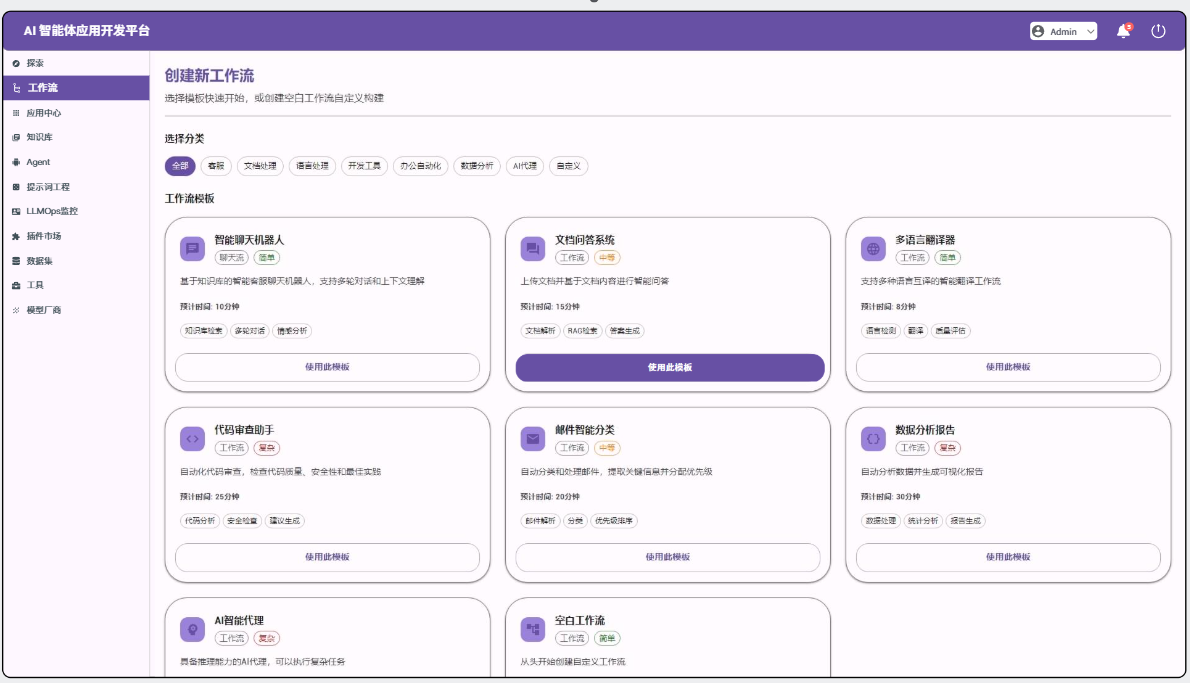 AI 智能体应用开发平台
Admin
探索
工作流
应用中心
知识库
Agent
提示词工程
LLMOps监控
插件市场
数据集
工具
模型厂商
创建新工作流
选择模板快速开始，或创建空白工作流自定义构建
选择分类
全部 客服 文档处理 语言处理 开发工具 办公自动化 数据分析 AI代理 自定义
工作流模板
智能聊天机器人
聊天流 简单
基于知识库的智能客服聊天机器人，支持多轮对话和上下文理解
预计时间: 10分钟
知识库检索 多轮对话 情感分析
使用此模板
文档问答系统
工作流 中等
上传文档并基于文档内容进行智能问答
预计时间: 15分钟
文档解析 RAG检索 答案生成
使用此模板
多语言翻译器
工作流 简单
支持多种语言互译的智能翻译工作流
预计时间: 8分钟
语言检测 翻译 质量评估
使用此模板
代码审查助手
工作流 复杂
自动化代码审查，检查代码质量、安全性和最佳实践
预计时间: 25分钟
代码分析 安全检查 建议生成
使用此模板
邮件智能分类
工作流 中等
自动分类和处理邮件，提取关键信息并分配优先级
预计时间: 20分钟
邮件解析 分类 优先级排序
使用此模板
数据分析报告
工作流 复杂
自动分析数据并生成可视化报告
预计时间: 30分钟
数据处理 统计分析 报告生成
使用此模板
AI智能代理
工作流 复杂
具备推理能力的AI代理，可以执行复杂任务
空白工作流
工作流 简单
从头开始创建自定义工作流